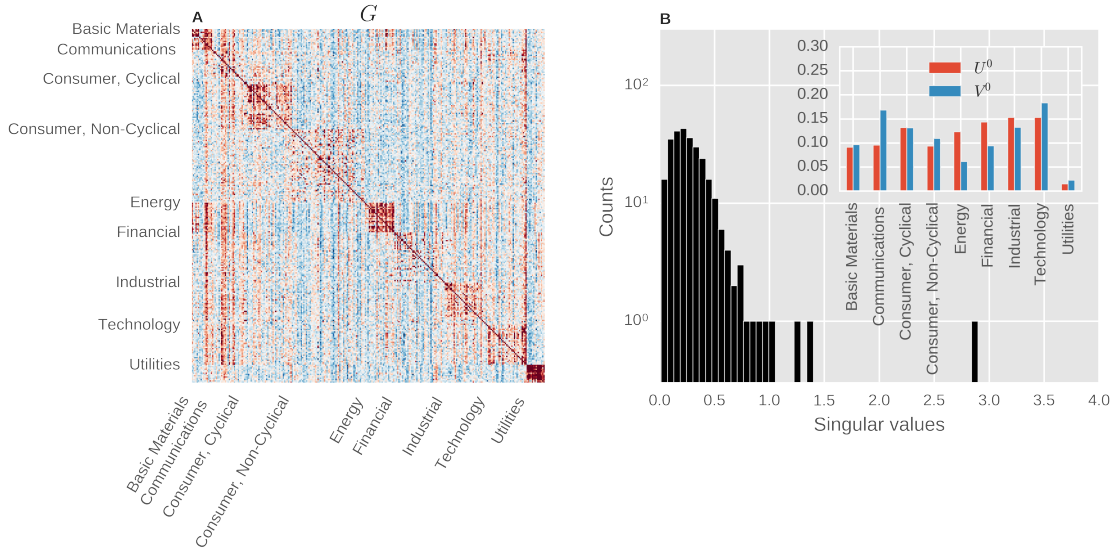 A
G
Basic Materials
Communications
Consumer, Cyclical
Consumer, Non-Cyclical
Energy
Financial
Industrial
Technology
Utilities
Basic Materials
Communications
Consumer, Cyclical
Consumer, Non-Cyclical
Energy
Financial
Industrial
Technology
Utilities
B
Counts
10²
10¹
10⁰
0.0 0.5 1.0 1.5 2.0 2.5 3.0 3.5 4.0
Singular values
0.30
0.25
0.20
0.15
0.10
0.05
0.00
U⁰
V⁰
Basic Materials
Communications
Consumer, Cyclical
Consumer, Non-Cyclical
Energy
Financial
Industrial
Technology
Utilities